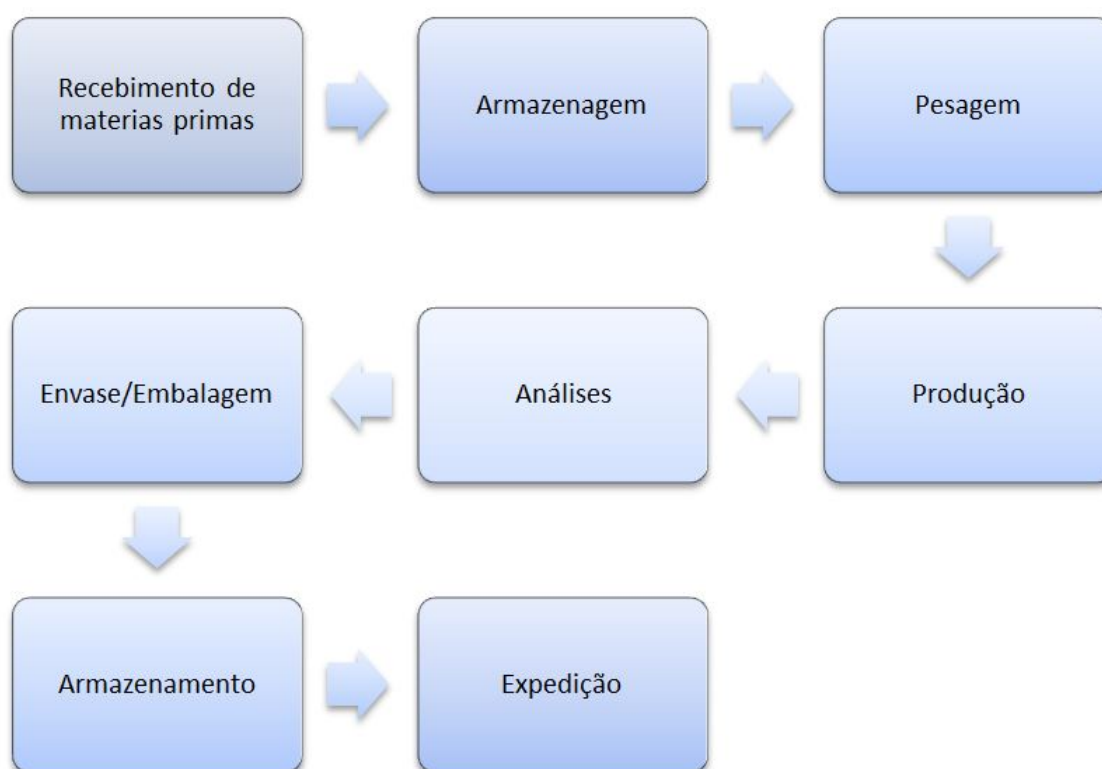 Recebimento de
materias primas
Armazenagem
Pesagem
Produção
Análises
Envase/Embalagem
Armazenamento
Expedição